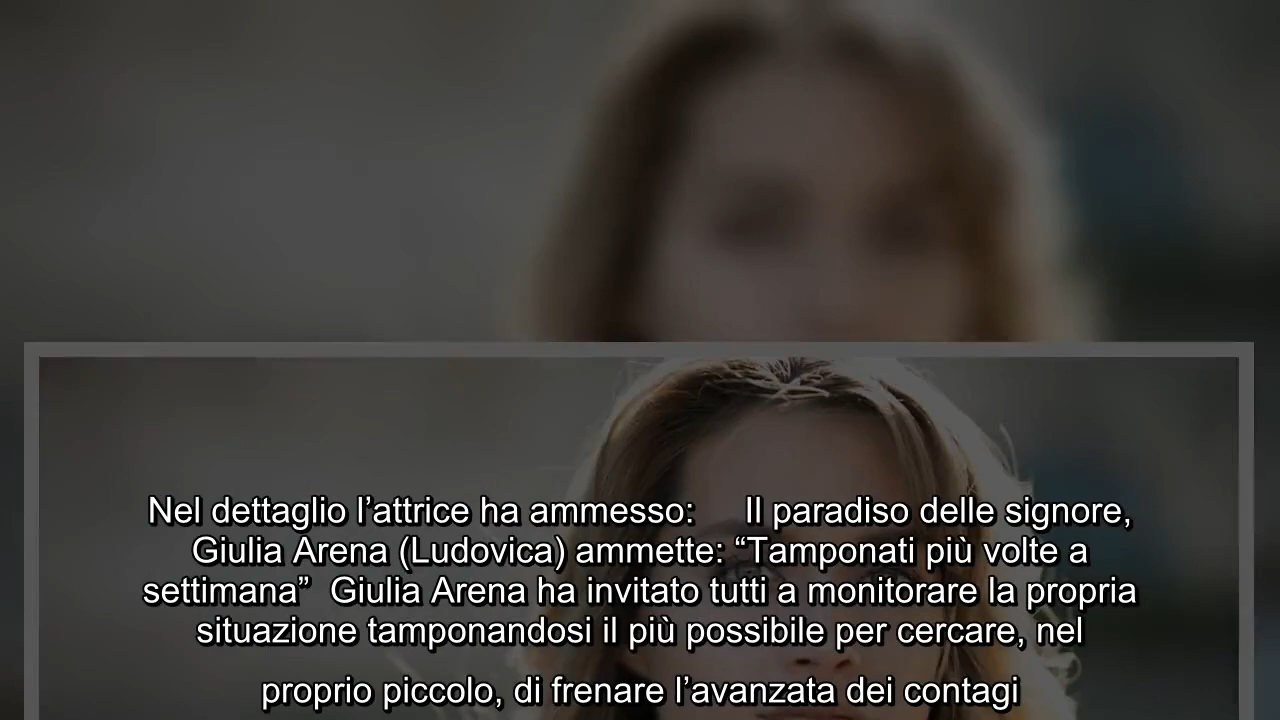 Nel dettaglio l’attrice ha ammesso: Il paradiso delle signore,
Giulia Arena (Ludovica) ammette: “Tamponati più volte a
settimana” Giulia Arena ha invitato tutti a monitorare la propria
situazione tamponandosi il più possibile per cercare, nel
proprio piccolo, di frenare l’avanzata dei contagi